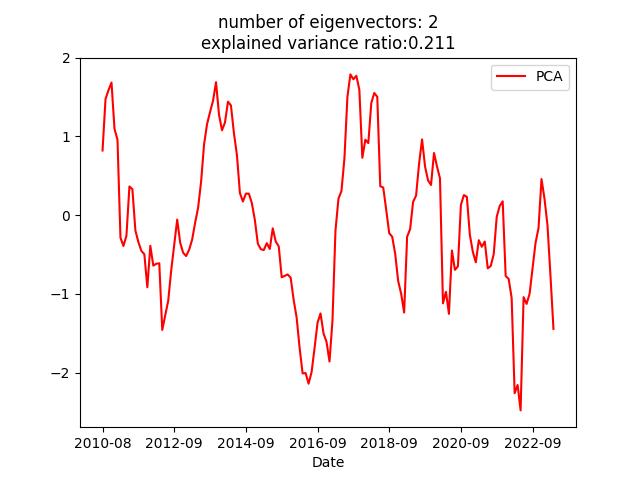 number of eigenvectors: 2
explained variance ratio:0.211
PCA
2
1
0
−1
−2
2010-08 2012-09 2014-09 2016-09 2018-09 2020-09 2022-09
Date